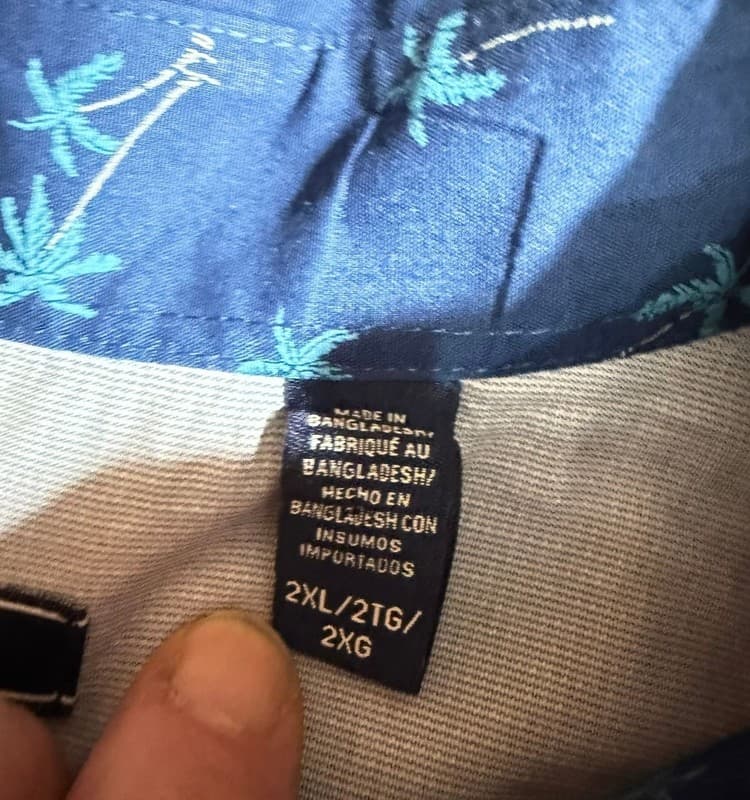 MADE IN
BANGLADESH/
FABRIQUÉ AU
BANGLADESH/
HECHO EN
BANGLADESH CON
INSUMOS
IMPORTADOS
2XL/2TG/
2XG